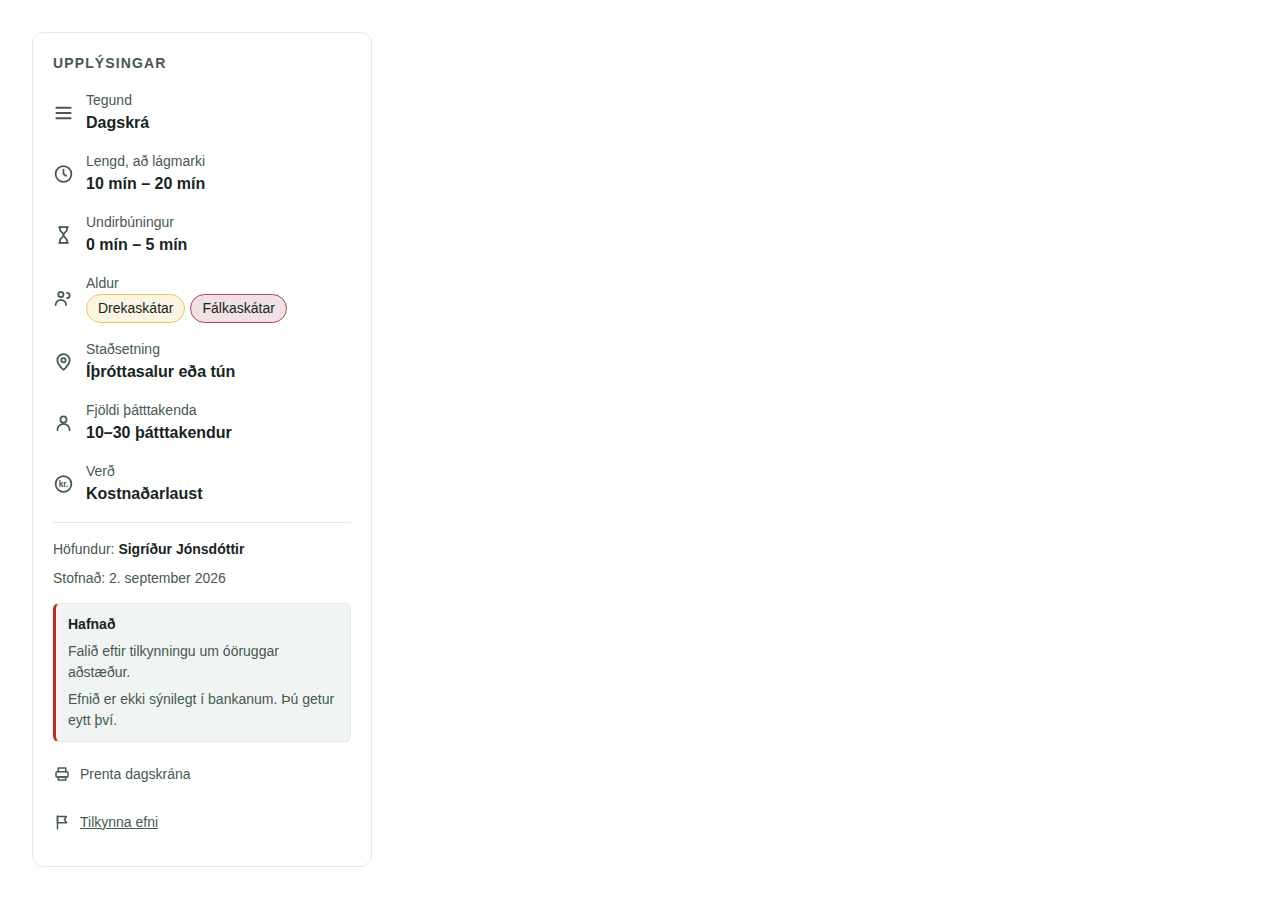 UPPLÝSINGAR
Tegund
Dagskrá
Lengd, að lágmarki
10 mín – 20 mín
Undirbúningur
0 mín – 5 mín
Aldur
Drekaskátar Fálkaskátar
Staðsetning
Íþróttasalur eða tún
Fjöldi þátttakenda
10–30 þátttakendur
kr.
Verð
Kostnaðarlaust
Höfundur: Sigríður Jónsdóttir
Stofnað: 2. september 2026
Hafnað
Falið eftir tilkynningu um óöruggar
aðstæður.
Efnið er ekki sýnilegt í bankanum. Þú getur
eytt því.
Prenta dagskrána
Tilkynna efni